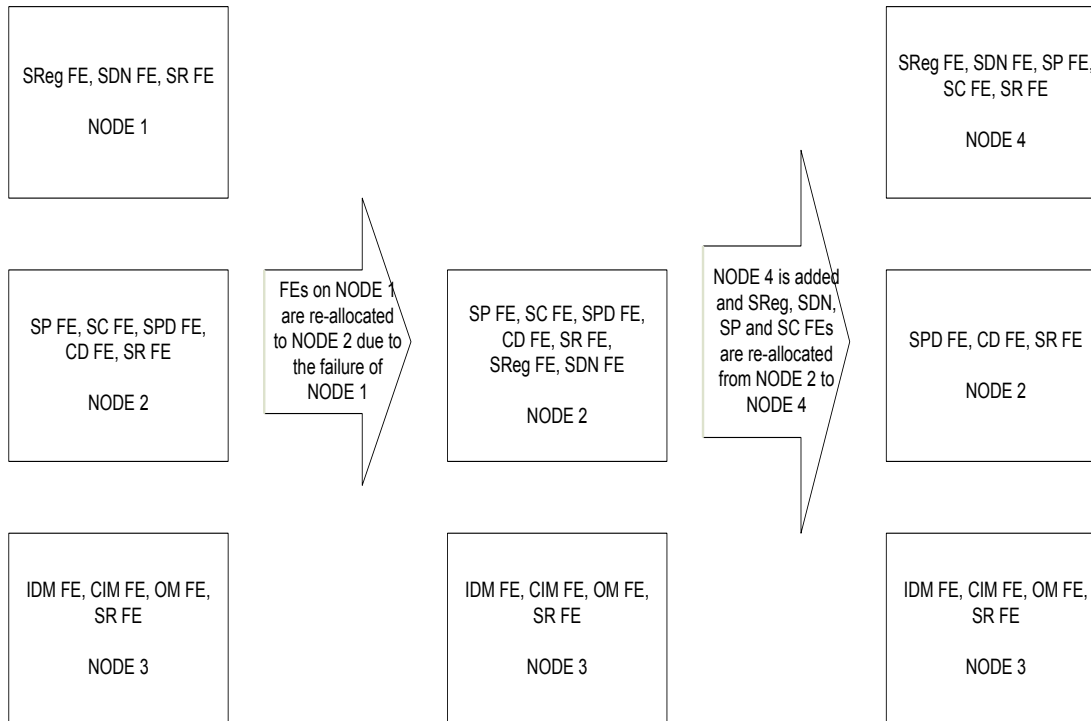 SReg FE, SDN FE, SR FE
NODE 1
SP FE, SC FE, SPD FE,
CD FE, SR FE
NODE 2
IDM FE, CIM FE, OM FE,
SR FE
NODE 3
FEs on NODE 1
are re-allocated
to NODE 2 due to
the failure of
NODE 1
SP FE, SC FE, SPD FE,
CD FE, SR FE,
SReg FE, SDN FE
NODE 2
IDM FE, CIM FE, OM FE,
SR FE
NODE 3
NODE 4 is added
and SReg, SDN,
SP and SC FEs
are re-allocated
from NODE 2 to
NODE 4
SReg FE, SDN FE, SP FE,
SC FE, SR FE
NODE 4
SPD FE, CD FE, SR FE
NODE 2
IDM FE, CIM FE, OM FE,
SR FE
NODE 3